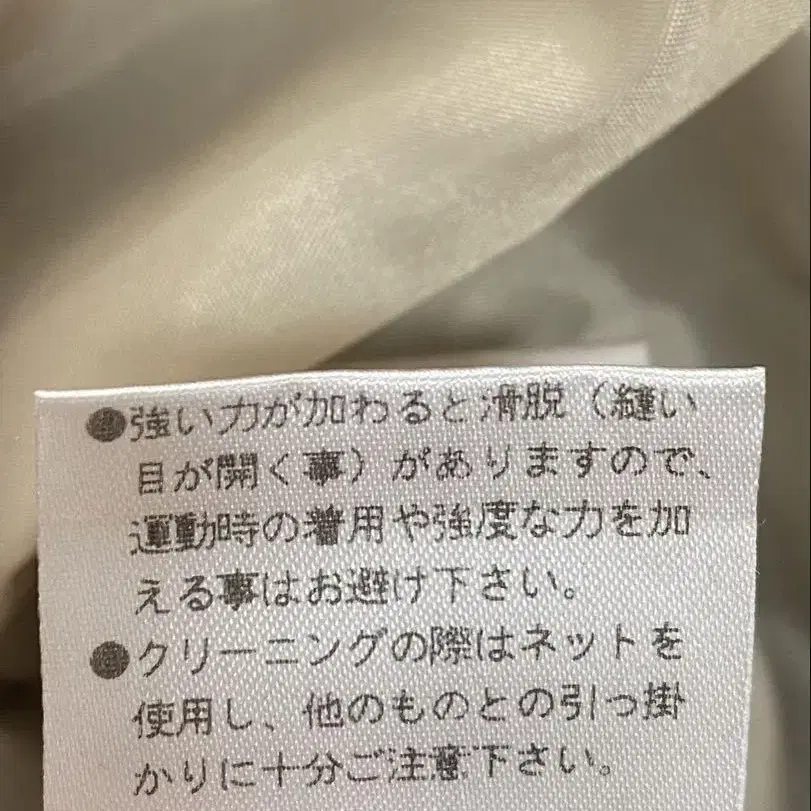 ●強い力が加わると滑脱（縫い
目が開く事）がありますので、
運動時の着用や強度な力を加
える事はお避け下さい。
●クリーニングの際はネットを
使用し、他のものとの引っ掛
かりに十分ご注意下さい。